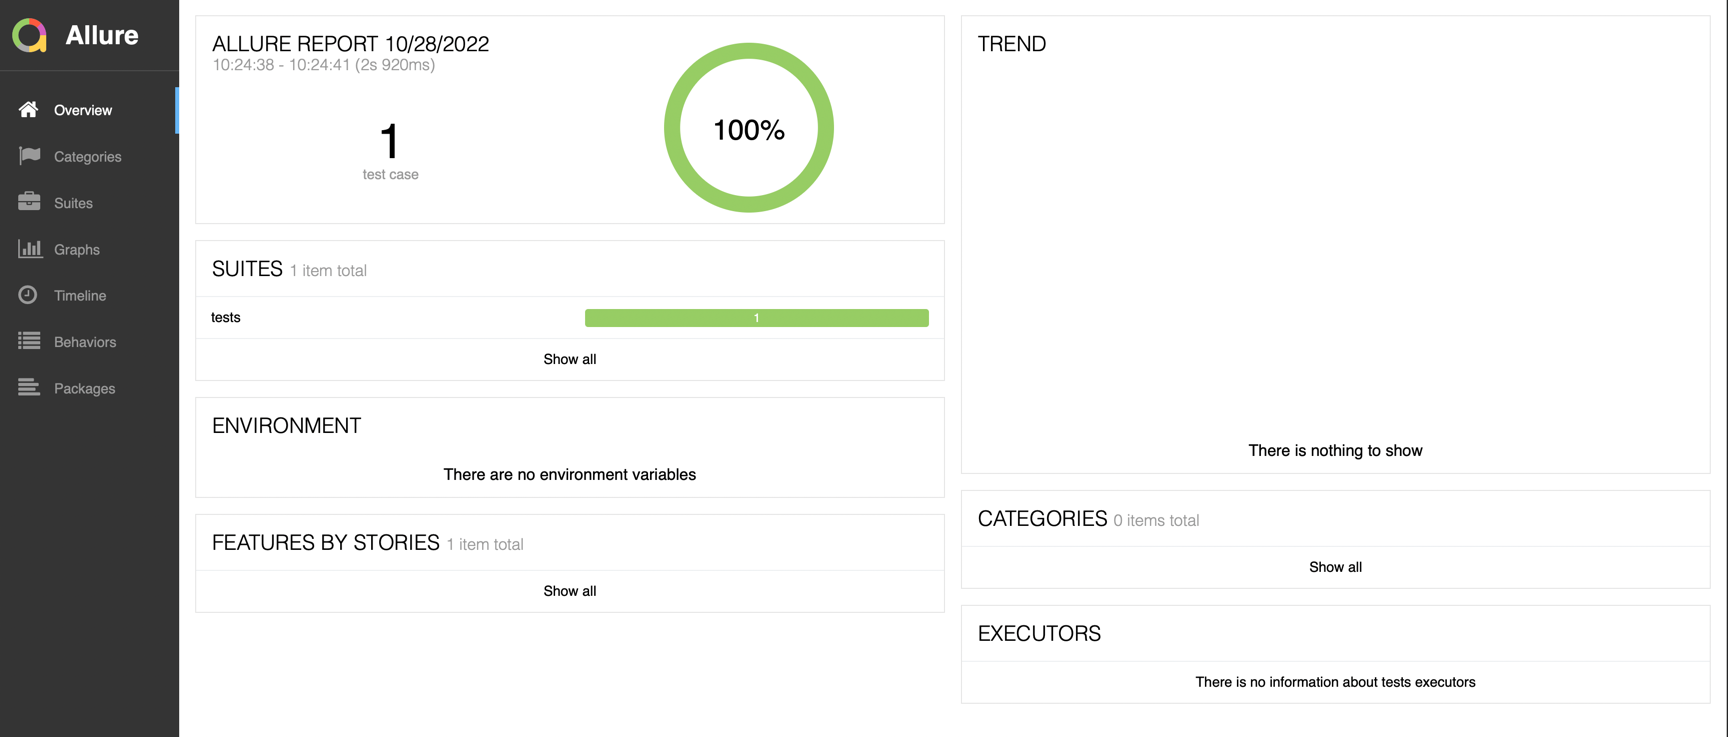 Allure
Overview
Categories
Suites
Graphs
Timeline
Behaviors
Packages
ALLURE REPORT 10/28/2022
10:24:38 - 10:24:41 (2s 920ms)
1
test case
100%
SUITES 1 item total
tests 1
Show all
ENVIRONMENT
There are no environment variables
FEATURES BY STORIES 1 item total
Show all
TREND
There is nothing to show
CATEGORIES 0 items total
Show all
EXECUTORS
There is no information about tests executors